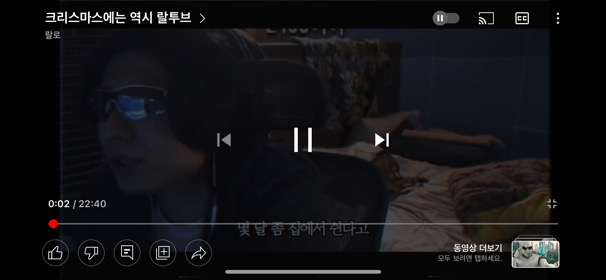 크리스마스에는 역시 랄투브
랄로
CC
0:02 / 22:40
몇 달 좀 집에서 쉰다고
동영상 더보기
모두 보려면 탭하세요.